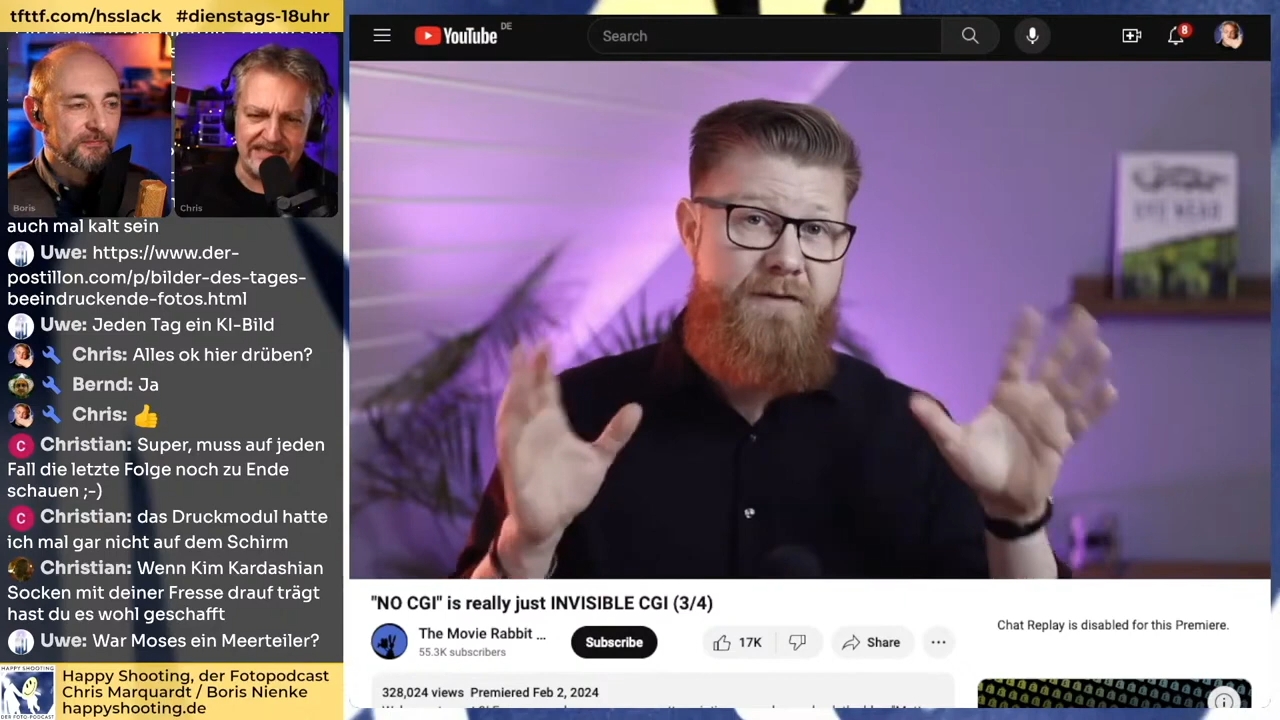 tfttf.com/hsslack #dienstags-18uhr
Boris
Chris
auch mal kalt sein
Uwe: https://www.der-
postillon.com/p/bilder-des-tages-
beeindruckende-fotos.html
Uwe: Jeden Tag ein KI-Bild
Chris: Alles ok hier drüben?
Bernd: Ja
Chris: 👍
C Christian: Super, muss auf jeden
Fall die letzte Folge noch zu Ende
schauen ;-)
C Christian: das Druckmodul hatte
ich mal gar nicht auf dem Schirm
Christian: Wenn Kim Kardashian
Socken mit deiner Fresse drauf trägt
hast du es wohl geschafft
Uwe: War Moses ein Meerteiler?
HAPPY SHOOTING
DER FOTO-PODCAST
Happy Shooting, der Fotopodcast
Chris Marquardt / Boris Nienke
happyshooting.de
YouTube DE
Search
8
"NO CGI" is really just INVISIBLE CGI (3/4)
The Movie Rabbit ...
55.3K subscribers
Subscribe
17K
Share
328,024 views Premiered Feb 2, 2024
Chat Replay is disabled for this Premiere.